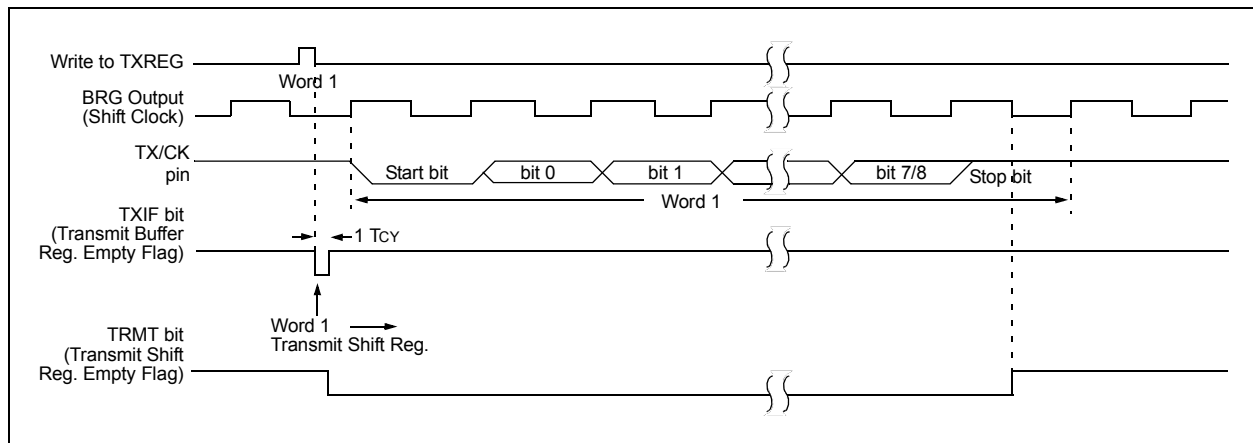 Write to TXREG
Word 1
BRG Output
(Shift Clock)
TX/CK
pin
Start bit
bit 0
bit 1
bit 7/8
Stop bit
Word 1
TXIF bit
(Transmit Buffer
Reg. Empty Flag)
1 TCY
Word 1
Transmit Shift Reg.
TRMT bit
(Transmit Shift
Reg. Empty Flag)